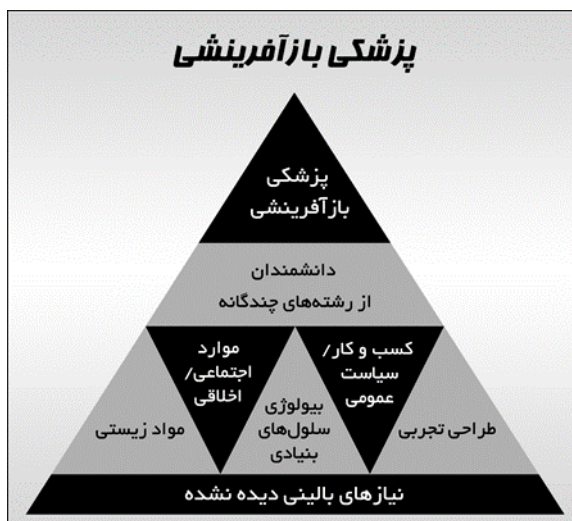 پزشکی بازآفرینشی
پزشکی
بازآفرینشی
دانشمندان
از رشته‌های چندگانه
کسب و کار/
سیاست
عمومی
موارد
اجتماعی/
اخلاقی
طراحی تجربی
بیولوژی
سلول‌های
بنیادی
مواد زیستی
نیازهای بالینی دیده نشده